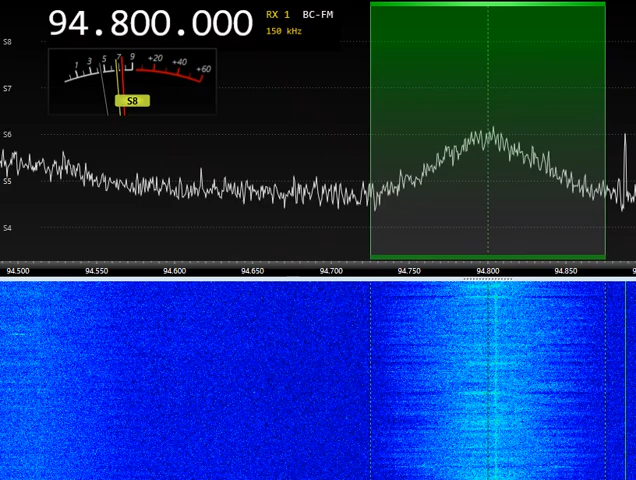 94.800.000 RX 1 BC-FM
150 kHz
S8
1 3 5 7 9 +20 +40 +60
S8
S7
S6
S5
S4
94.500 94.550 94.600 94.650 94.700 94.750 94.800 94.850 9